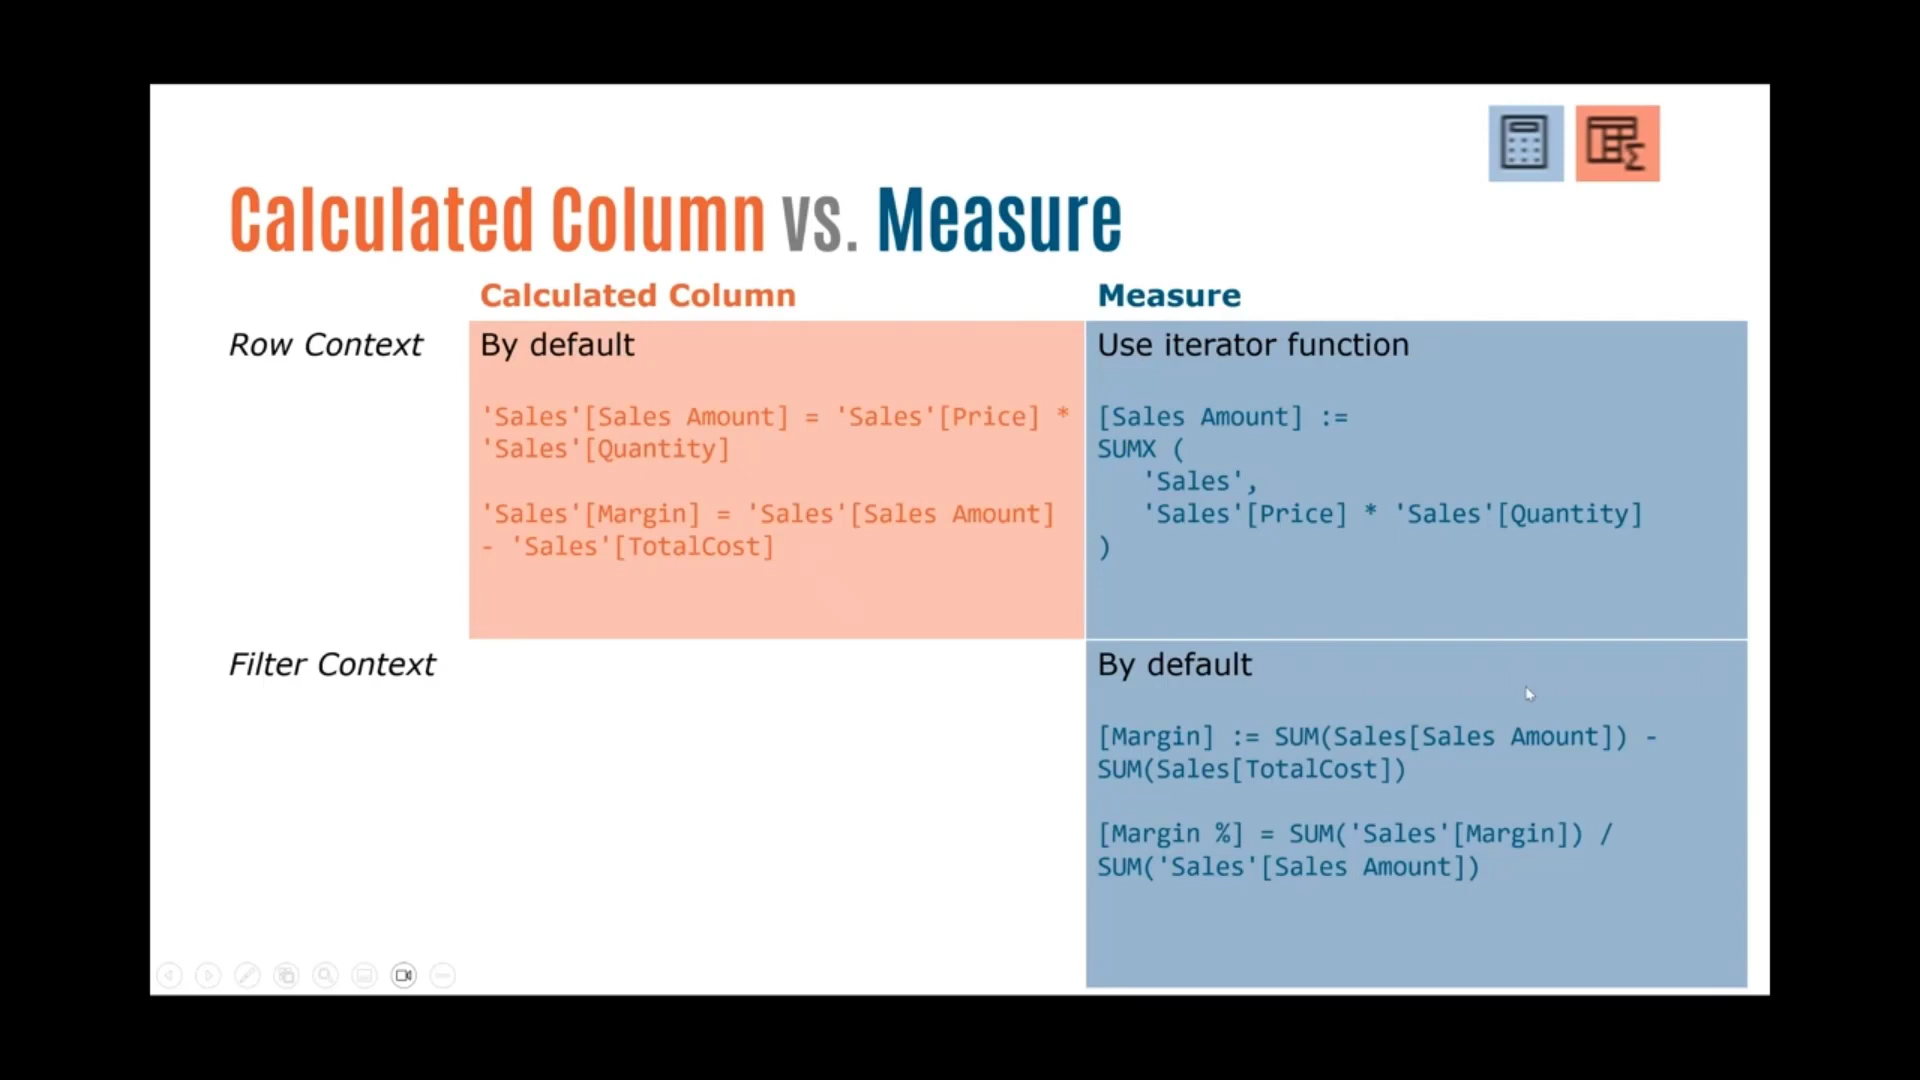 Calculated Column vs. Measure
Calculated Column
Measure
Row Context
By default
'Sales'[Sales Amount] = 'Sales'[Price] *
'Sales'[Quantity]
'Sales'[Margin] = 'Sales'[Sales Amount]
- 'Sales'[TotalCost]
Use iterator function
[Sales Amount] :=
SUMX (
'Sales',
'Sales'[Price] * 'Sales'[Quantity]
)
Filter Context
By default
[Margin] := SUM(Sales[Sales Amount]) -
SUM(Sales[TotalCost])
[Margin %] = SUM('Sales'[Margin]) /
SUM('Sales'[Sales Amount])